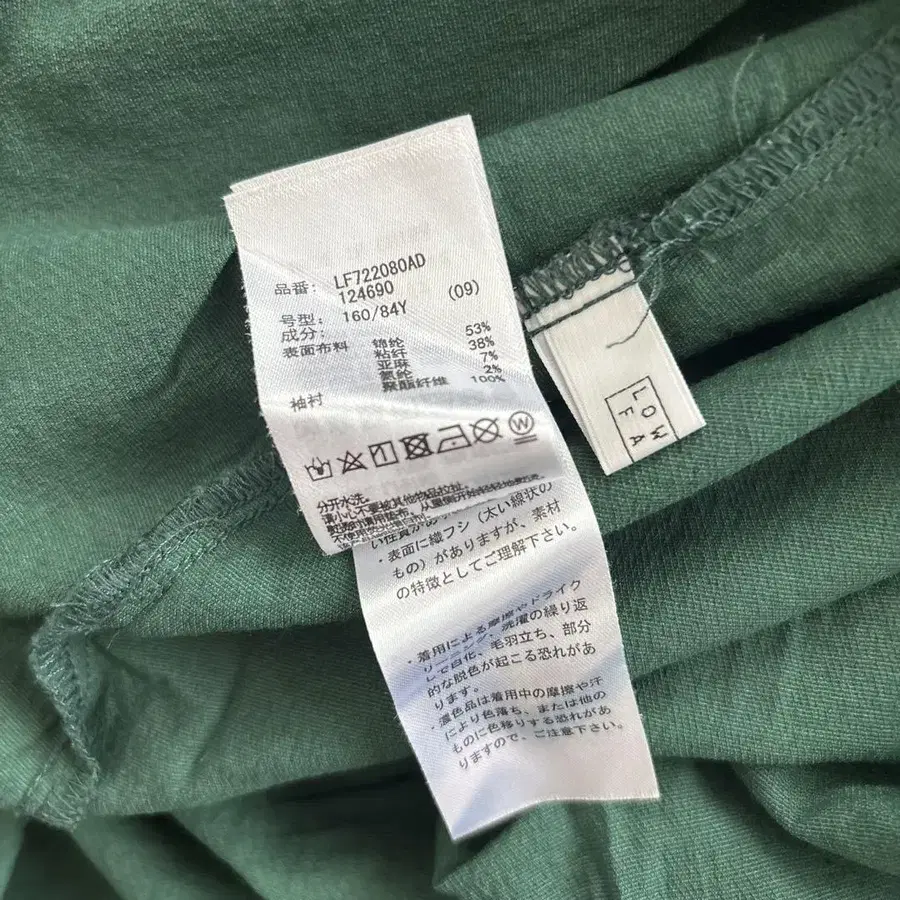 品番: LF722080AD
124690 (09)
号型: 160/84Y
成分:
表面布料 锦纶 53%
粘纤 38%
亚麻 7%
氨纶 2%
袖衬 聚酯纤维 100%
W
分开水洗。
い性質があ
・表面に織フシ（太い線状の
もの）がありますが、素材
の特徴としてご理解下さい。
・着用による摩擦やドライク
リーニング、洗濯の繰り返
しで白化、毛羽立ち、部分
的な脱色が起こる恐れがあ
ります。
・濃色品は着用中の摩擦や汗
により色落ち、または他の
ものに色移りする恐れがあ
りますので、ご注意下さい。
LOW
F A